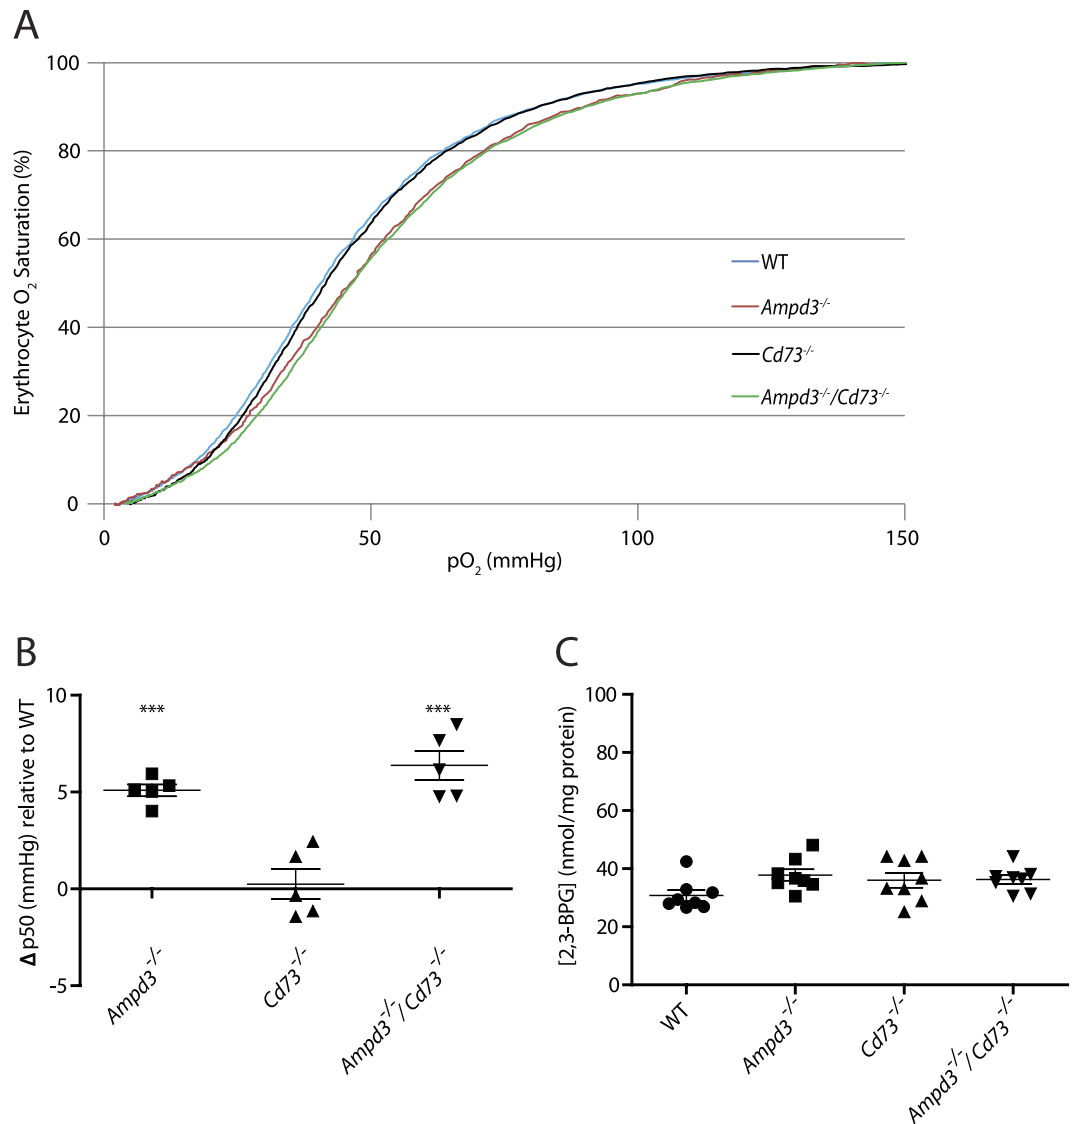 A
Erythrocyte O2 Saturation (%)
100
80
60
40
20
0
0 50 100 150
pO2 (mmHg)
WT
Ampd3-/-
Cd73-/-
Ampd3-/-/Cd73-/-
B
Δp50 (mmHg) relative to WT
10
5
0
-5
*** ***
Ampd3-/-
Cd73-/-
Ampd3-/-/Cd73-/-
C
[2,3-BPG] (nmol/mg protein)
100
80
60
40
20
0
WT
Ampd3-/-
Cd73-/-
Ampd3-/-/Cd73-/-